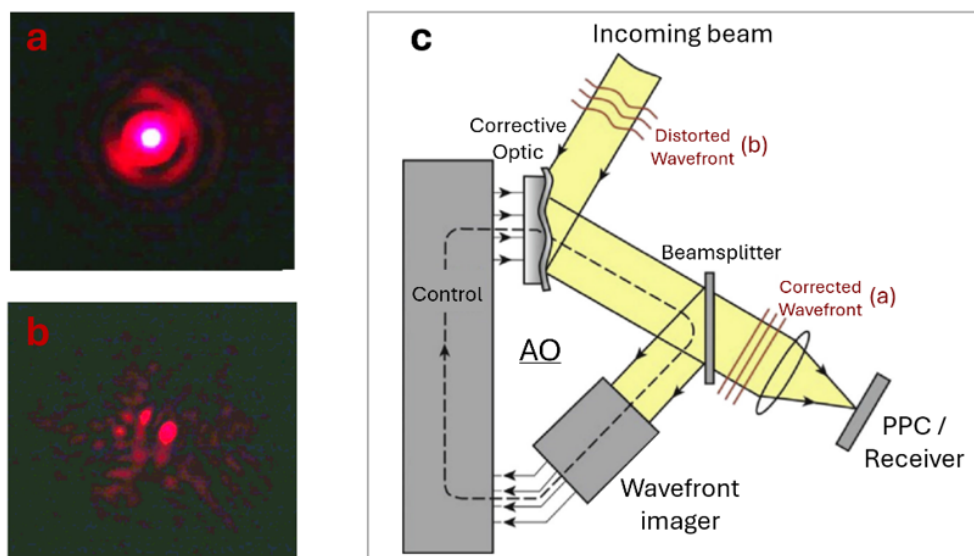 a
b
c
Incoming beam
Corrective
Optic
Distorted
Wavefront (b)
Beamsplitter
Corrected
Wavefront (a)
Control
AO
PPC /
Receiver
Wavefront
imager